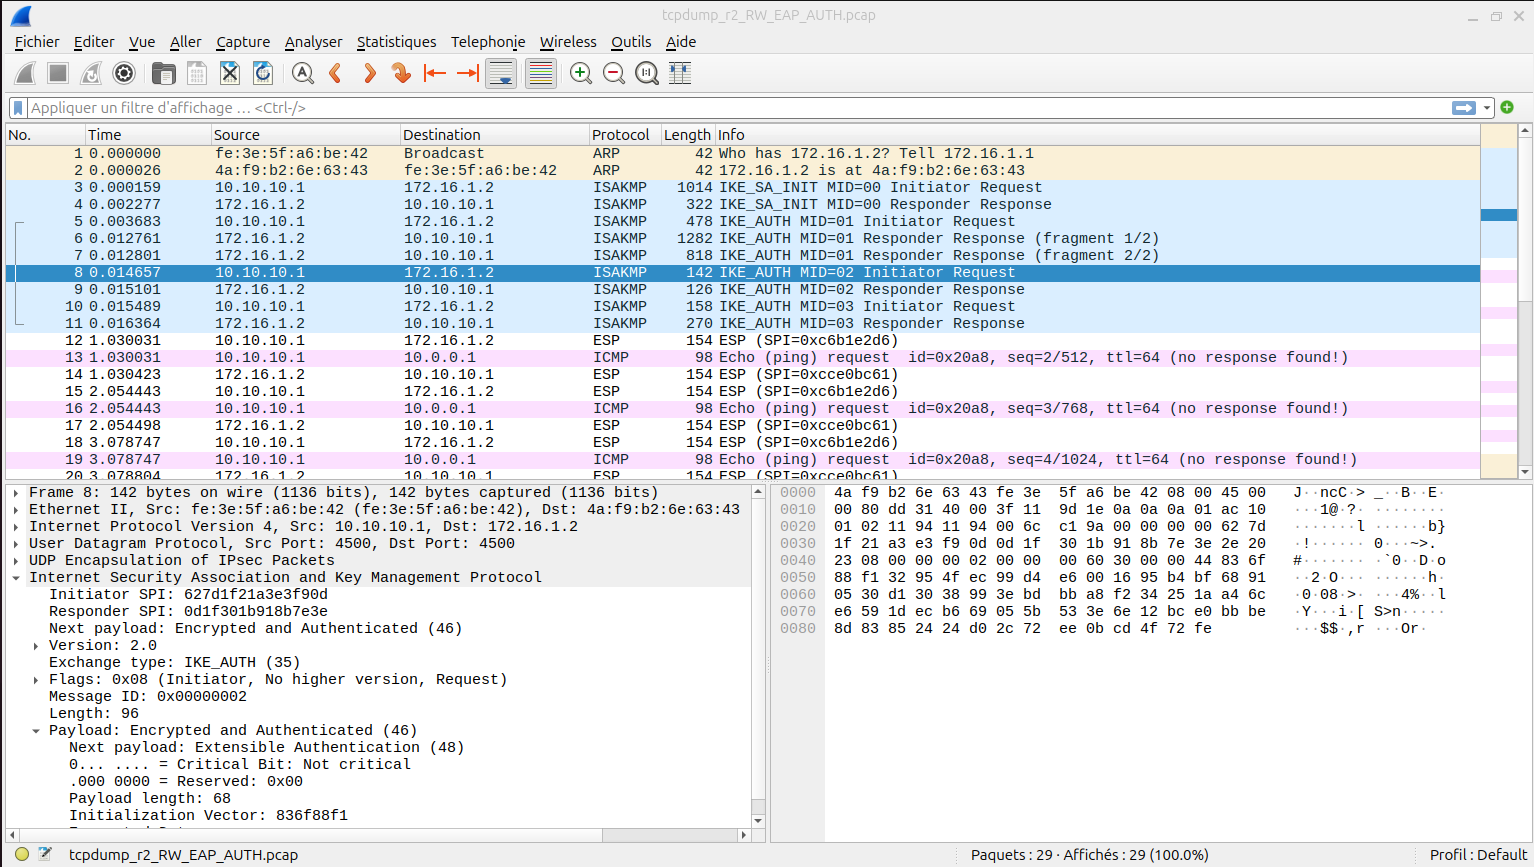 tcpdump_r2_RW_EAP_AUTH.pcap
Fichier Editer Vue Aller Capture Analyser Statistiques Telephonie Wireless Outils Aide
Appliquer un filtre d'affichage … <Ctrl-/>
No. Time Source Destination Protocol Length Info
1 0.000000 fe:3e:5f:a6:be:42 Broadcast ARP 42 Who has 172.16.1.2? Tell 172.16.1.1
2 0.000026 4a:f9:b2:6e:63:43 fe:3e:5f:a6:be:42 ARP 42 172.16.1.2 is at 4a:f9:b2:6e:63:43
3 0.000159 10.10.10.1 172.16.1.2 ISAKMP 1014 IKE_SA_INIT MID=00 Initiator Request
4 0.002277 172.16.1.2 10.10.10.1 ISAKMP 322 IKE_SA_INIT MID=00 Responder Response
5 0.003683 10.10.10.1 172.16.1.2 ISAKMP 478 IKE_AUTH MID=01 Initiator Request
6 0.012761 172.16.1.2 10.10.10.1 ISAKMP 1282 IKE_AUTH MID=01 Responder Response (fragment 1/2)
7 0.012801 172.16.1.2 10.10.10.1 ISAKMP 818 IKE_AUTH MID=01 Responder Response (fragment 2/2)
8 0.014657 10.10.10.1 172.16.1.2 ISAKMP 142 IKE_AUTH MID=02 Initiator Request
9 0.015101 172.16.1.2 10.10.10.1 ISAKMP 126 IKE_AUTH MID=02 Responder Response
10 0.015489 10.10.10.1 172.16.1.2 ISAKMP 158 IKE_AUTH MID=03 Initiator Request
11 0.016364 172.16.1.2 10.10.10.1 ISAKMP 270 IKE_AUTH MID=03 Responder Response
12 1.030031 10.10.10.1 172.16.1.2 ESP 154 ESP (SPI=0xc6b1e2d6)
13 1.030031 10.10.10.1 10.0.0.1 ICMP 98 Echo (ping) request id=0x20a8, seq=2/512, ttl=64 (no response found!)
14 1.030423 172.16.1.2 10.10.10.1 ESP 154 ESP (SPI=0xcce0bc61)
15 2.054443 10.10.10.1 172.16.1.2 ESP 154 ESP (SPI=0xc6b1e2d6)
16 2.054443 10.10.10.1 10.0.0.1 ICMP 98 Echo (ping) request id=0x20a8, seq=3/768, ttl=64 (no response found!)
17 2.054498 172.16.1.2 10.10.10.1 ESP 154 ESP (SPI=0xcce0bc61)
18 3.078747 10.10.10.1 172.16.1.2 ESP 154 ESP (SPI=0xc6b1e2d6)
19 3.078747 10.10.10.1 10.0.0.1 ICMP 98 Echo (ping) request id=0x20a8, seq=4/1024, ttl=64 (no response found!)
20 3.078804 172.16.1.2 10.10.10.1 ESP 154 ESP (SPI=0xcce0bc61)
Frame 8: 142 bytes on wire (1136 bits), 142 bytes captured (1136 bits)
Ethernet II, Src: fe:3e:5f:a6:be:42 (fe:3e:5f:a6:be:42), Dst: 4a:f9:b2:6e:63:43
Internet Protocol Version 4, Src: 10.10.10.1, Dst: 172.16.1.2
User Datagram Protocol, Src Port: 4500, Dst Port: 4500
UDP Encapsulation of IPsec Packets
Internet Security Association and Key Management Protocol
Initiator SPI: 627d1f21a3e3f90d
Responder SPI: 0d1f301b918b7e3e
Next payload: Encrypted and Authenticated (46)
Version: 2.0
Exchange type: IKE_AUTH (35)
Flags: 0x08 (Initiator, No higher version, Request)
Message ID: 0x00000002
Length: 96
Payload: Encrypted and Authenticated (46)
Next payload: Extensible Authentication (48)
0... .... = Critical Bit: Not critical
.000 0000 = Reserved: 0x00
Payload length: 68
Initialization Vector: 836f88f1
0000 4a f9 b2 6e 63 43 fe 3e 5f a6 be 42 08 00 45 00 J··ncC·> _··B··E·
0010 00 80 dd 31 40 00 3f 11 9d 1e 0a 0a 0a 01 ac 10 ···1@·?· ········
0020 01 02 11 94 11 94 00 6c c1 9a 00 00 00 00 62 7d ·······l ······b}
0030 1f 21 a3 e3 f9 0d 0d 1f 30 1b 91 8b 7e 3e 2e 20 ·!······ 0···~>.
0040 23 08 00 00 00 02 00 00 00 60 30 00 00 44 83 6f #······· ·`0··D·o
0050 88 f1 32 95 4f ec 99 d4 e6 00 16 95 b4 bf 68 91 ··2·O··· ······h·
0060 05 30 d1 30 38 99 3e bd bb a8 f2 34 25 1a a4 6c ·0·08·>· ···4%··l
0070 e6 59 1d ec b6 69 05 5b 53 3e 6e 12 bc e0 bb be ·Y···i·[ S>n·····
0080 8d 83 85 24 24 d0 2c 72 ee 0b cd 4f 72 fe ···$$·,r ···Or·
tcpdump_r2_RW_EAP_AUTH.pcap Paquets : 29 · Affichés : 29 (100.0%) Profil : Default